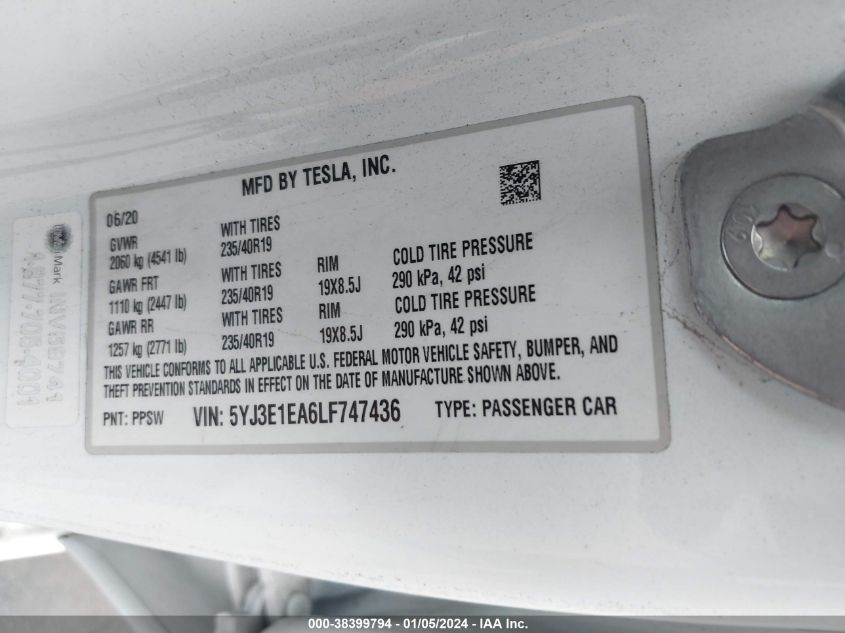 MFD BY TESLA, INC.
06/20
GVWR
2060 kg (4541 lb)
WITH TIRES
235/40R19
GAWR FRT
1110 kg (2447 lb)
WITH TIRES
235/40R19
RIM
19X8.5J
COLD TIRE PRESSURE
290 kPa, 42 psi
GAWR RR
1257 kg (2771 lb)
WITH TIRES
235/40R19
RIM
19X8.5J
COLD TIRE PRESSURE
290 kPa, 42 psi
THIS VEHICLE CONFORMS TO ALL APPLICABLE U.S. FEDERAL MOTOR VEHICLE SAFETY, BUMPER, AND
THEFT PREVENTION STANDARDS IN EFFECT ON THE DATE OF MANUFACTURE SHOWN ABOVE.
PNT: PPSW VIN: 5YJ3E1EA6LF747436 TYPE: PASSENGER CAR
Mark
000-38399794 - 01/05/2024 - IAA Inc.